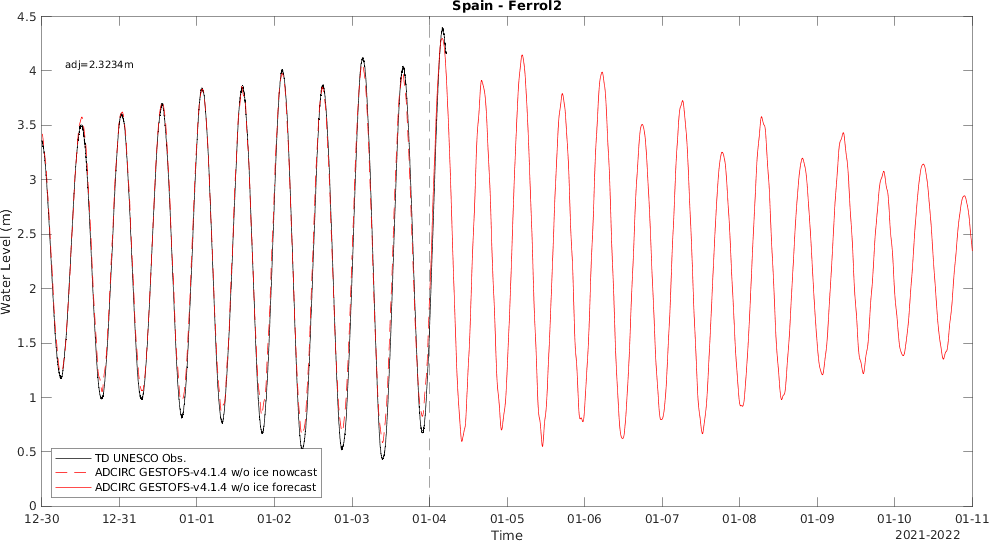 Spain - Ferrol2
4.5
4
3.5
3
2.5
2
1.5
1
0.5
0
Water Level (m)
adj=2.3234m
TD UNESCO Obs.
ADCIRC GESTOFS-v4.1.4 w/o ice nowcast
ADCIRC GESTOFS-v4.1.4 w/o ice forecast
12-30 12-31 01-01 01-02 01-03 01-04 01-05 01-06 01-07 01-08 01-09 01-10 01-11
Time
2021-2022